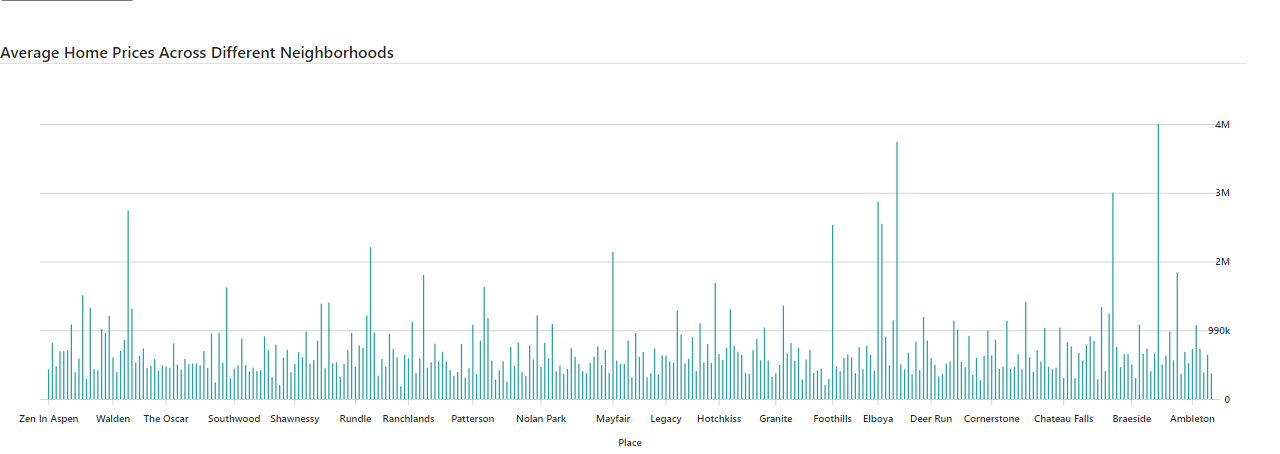 Average Home Prices Across Different Neighborhoods
4M
3M
2M
990k
0
Zen In Aspen Walden The Oscar Southwood Shawnessy Rundle Ranchlands Patterson Nolan Park Mayfair Legacy Hotchkiss Granite Foothills Elboya Deer Run Cornerstone Chateau Falls Braeside Ambleton
Place